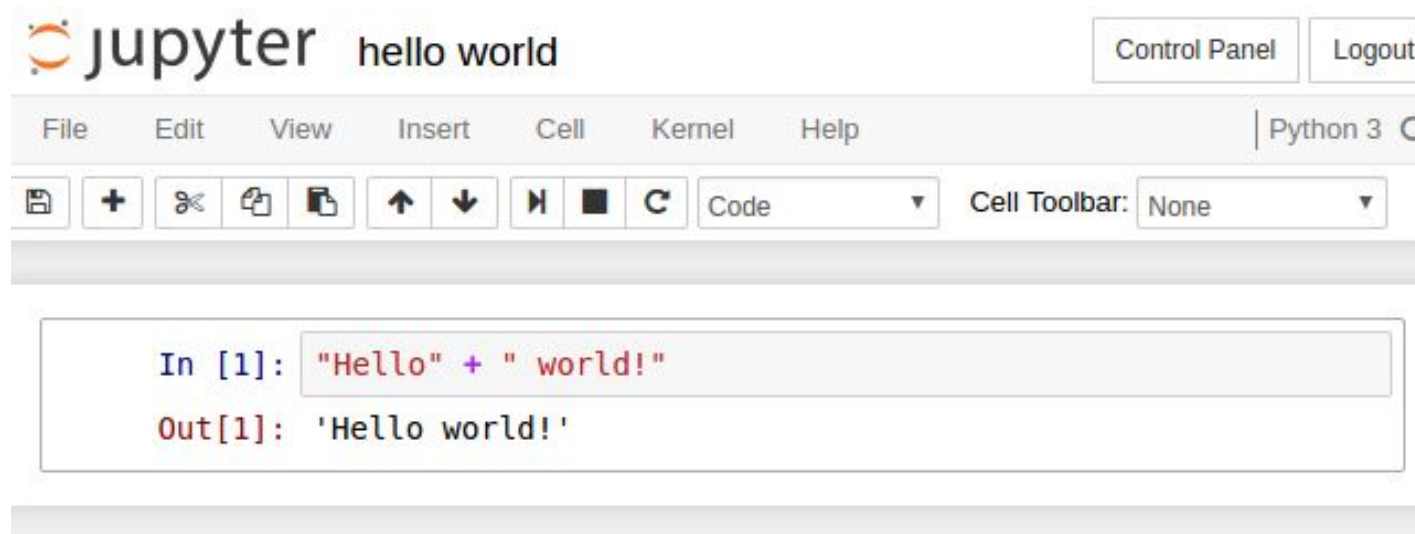 jupyter hello world Control Panel Logout
File Edit View Insert Cell Kernel Help Python 3
Code Cell Toolbar: None
In [1]: "Hello" + " world!"
Out[1]: 'Hello world!'